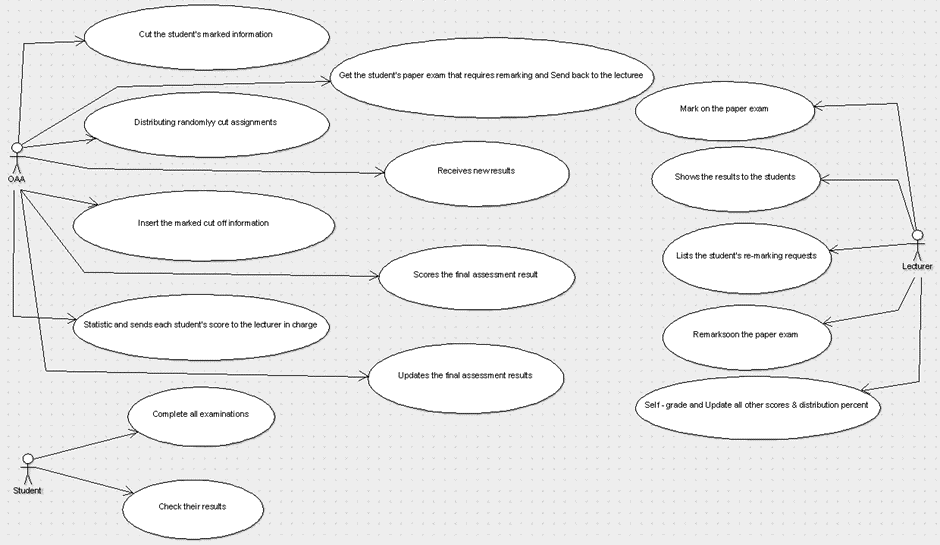 Cut the student's marked information
Get the student's paper exam that requires remarking and Send back to the lecturee
Mark on the paper exam
Distributing randomlyy cut assignments
OAA
Receives new results
Shows the results to the students
Insert the marked cut off information
Lists the student's re-marking requests
Lecturer
Scores the final assessment result
Statistic and sends each student's score to the lecturer in charge
Remarksoon the paper exam
Updates the final assessment results
Self - grade and Update all other scores & distribution percent
Complete all examinations
Student
Check their results